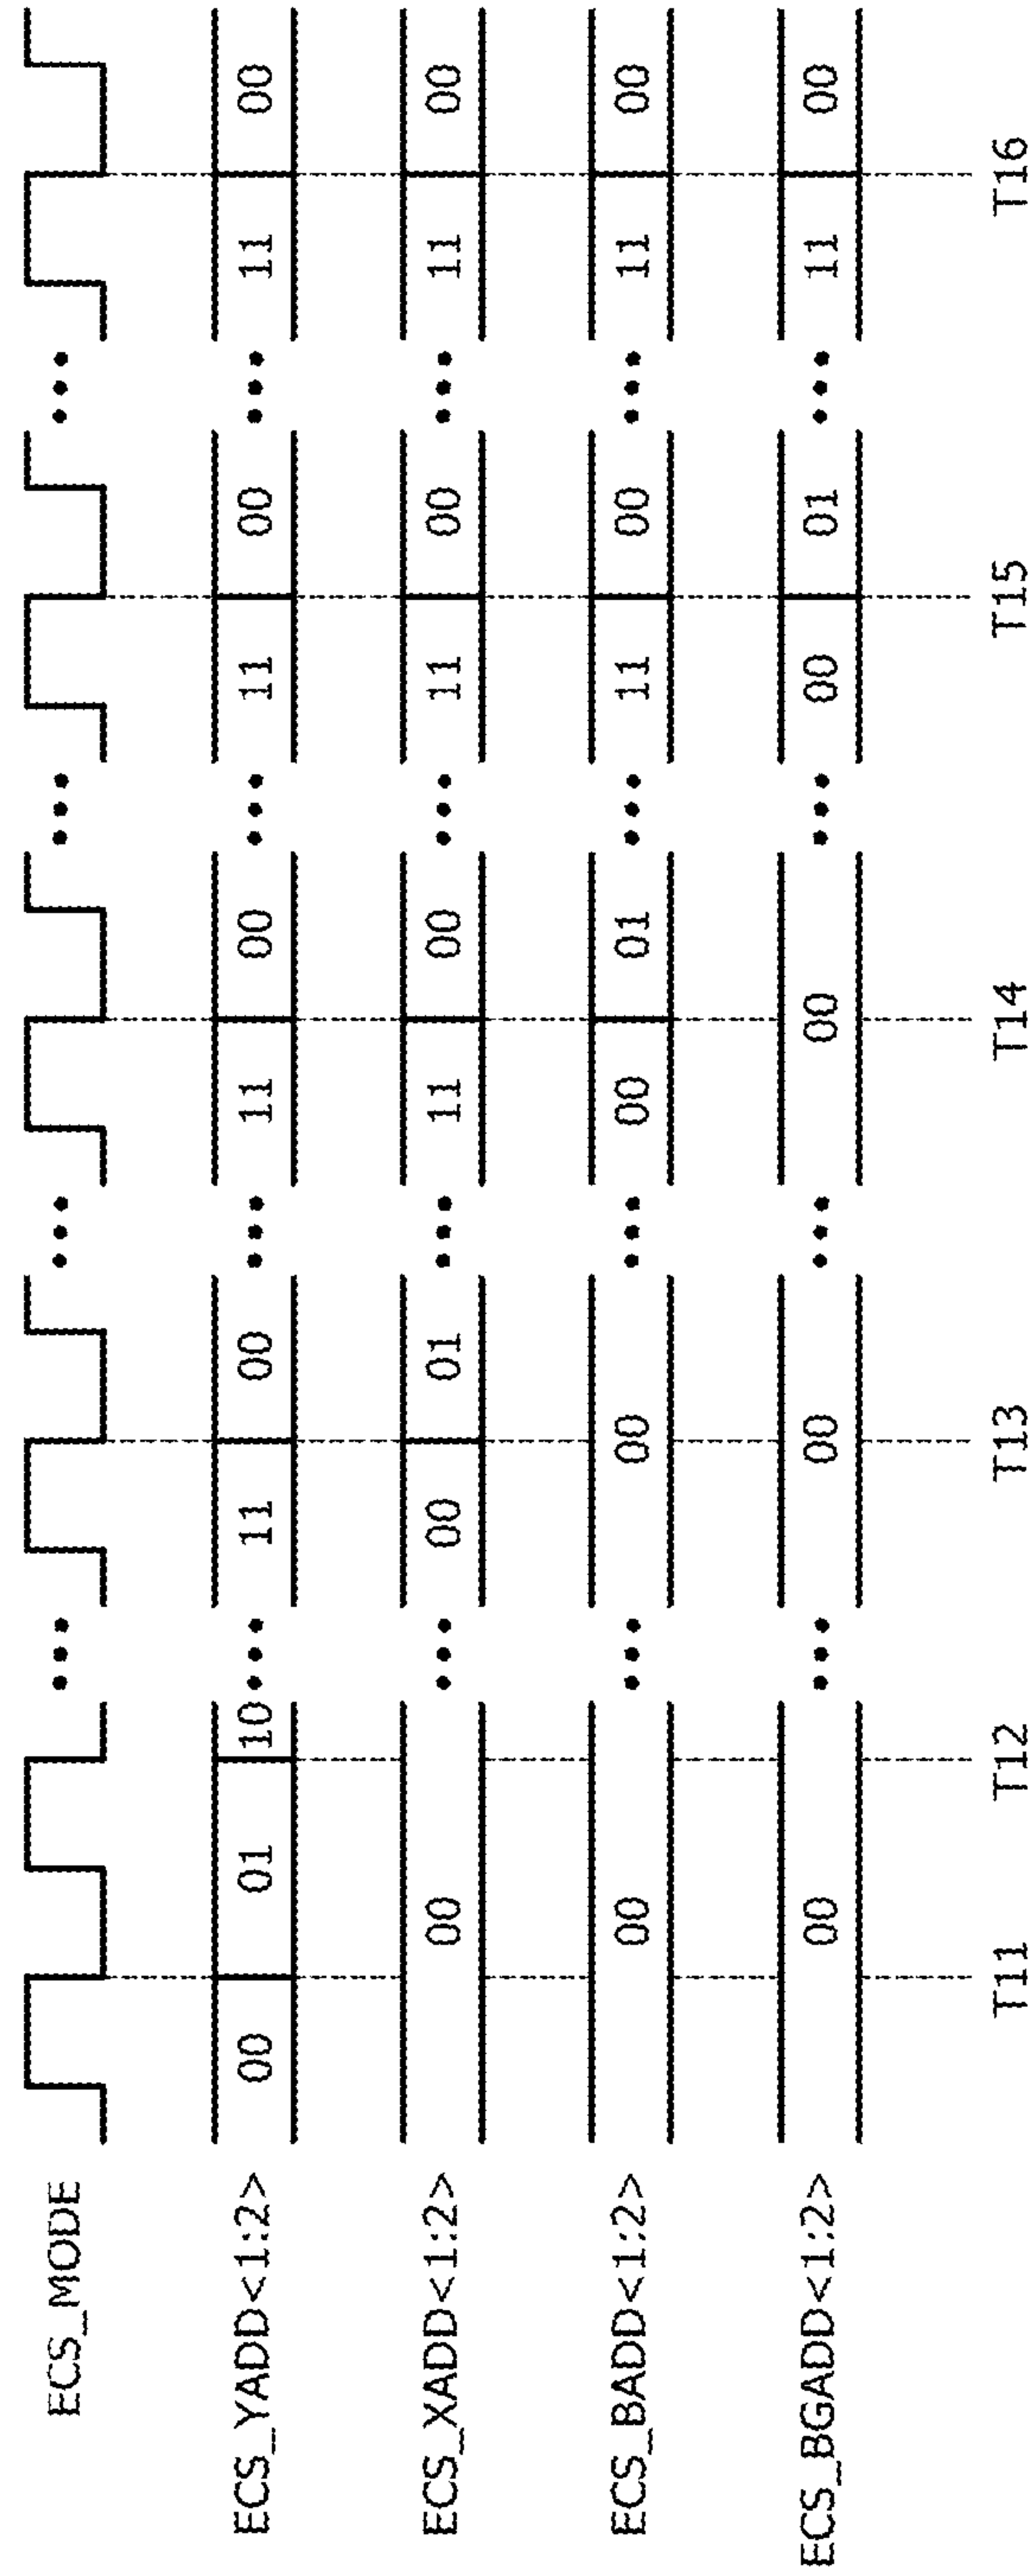 ECS_MODE
ECS_YADD<1:2> 00 01 10 ••• 11 00 ••• 11 00 ••• 11 00 ••• 11 00
ECS_XADD<1:2> 00 ••• 00 01 ••• 11 00 ••• 11 00 ••• 11 00
ECS_BADD<1:2> 00 ••• 00 ••• 00 01 ••• 11 00 ••• 11 00
ECS_BGADD<1:2> 00 ••• 00 ••• 00 ••• 00 01 ••• 11 00
T11 T12 T13 T14 T15 T16